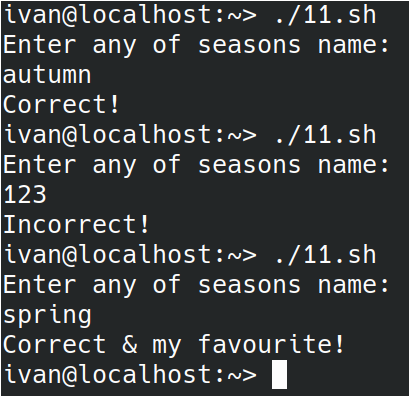 ivan@localhost:~> ./11.sh
Enter any of seasons name:
autumn
Correct!
ivan@localhost:~> ./11.sh
Enter any of seasons name:
123
Incorrect!
ivan@localhost:~> ./11.sh
Enter any of seasons name:
spring
Correct & my favourite!
ivan@localhost:~>